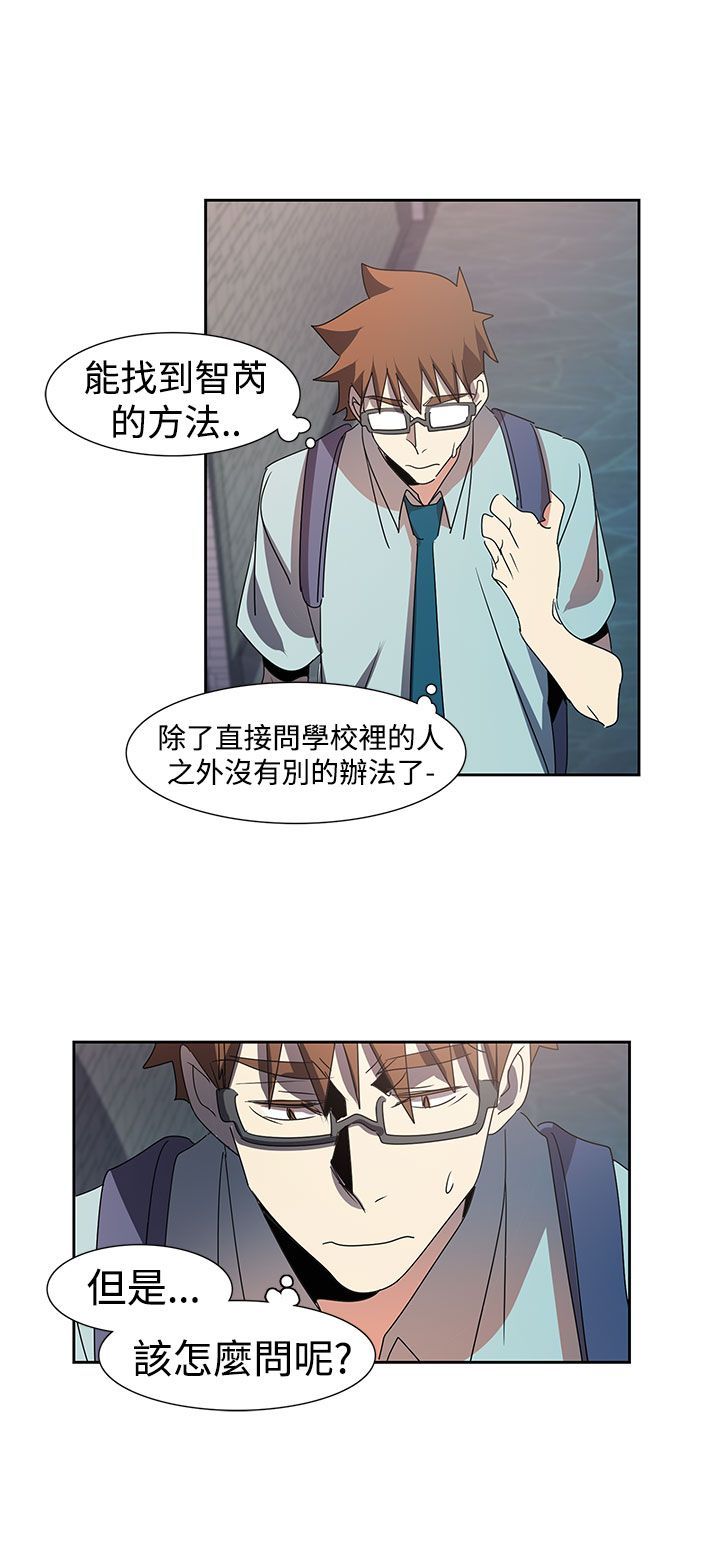 能找到智芮
的方法..
除了直接問學校裡的人
之外沒有別的辦法了-
但是...
該怎麼問呢?